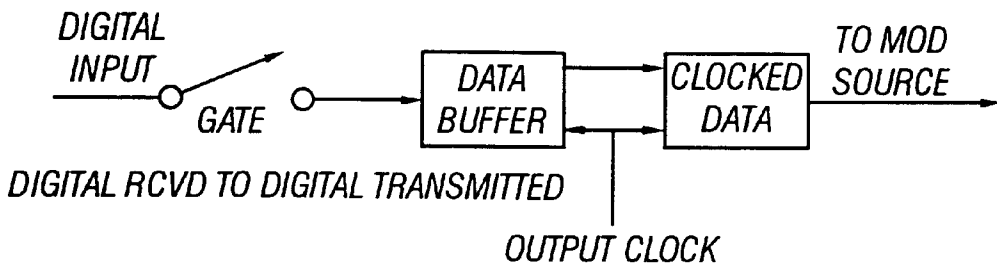 DIGITAL
INPUT
GATE
DATA
BUFFER
CLOCKED
DATA
TO MOD
SOURCE
DIGITAL RCVD TO DIGITAL TRANSMITTED
OUTPUT CLOCK